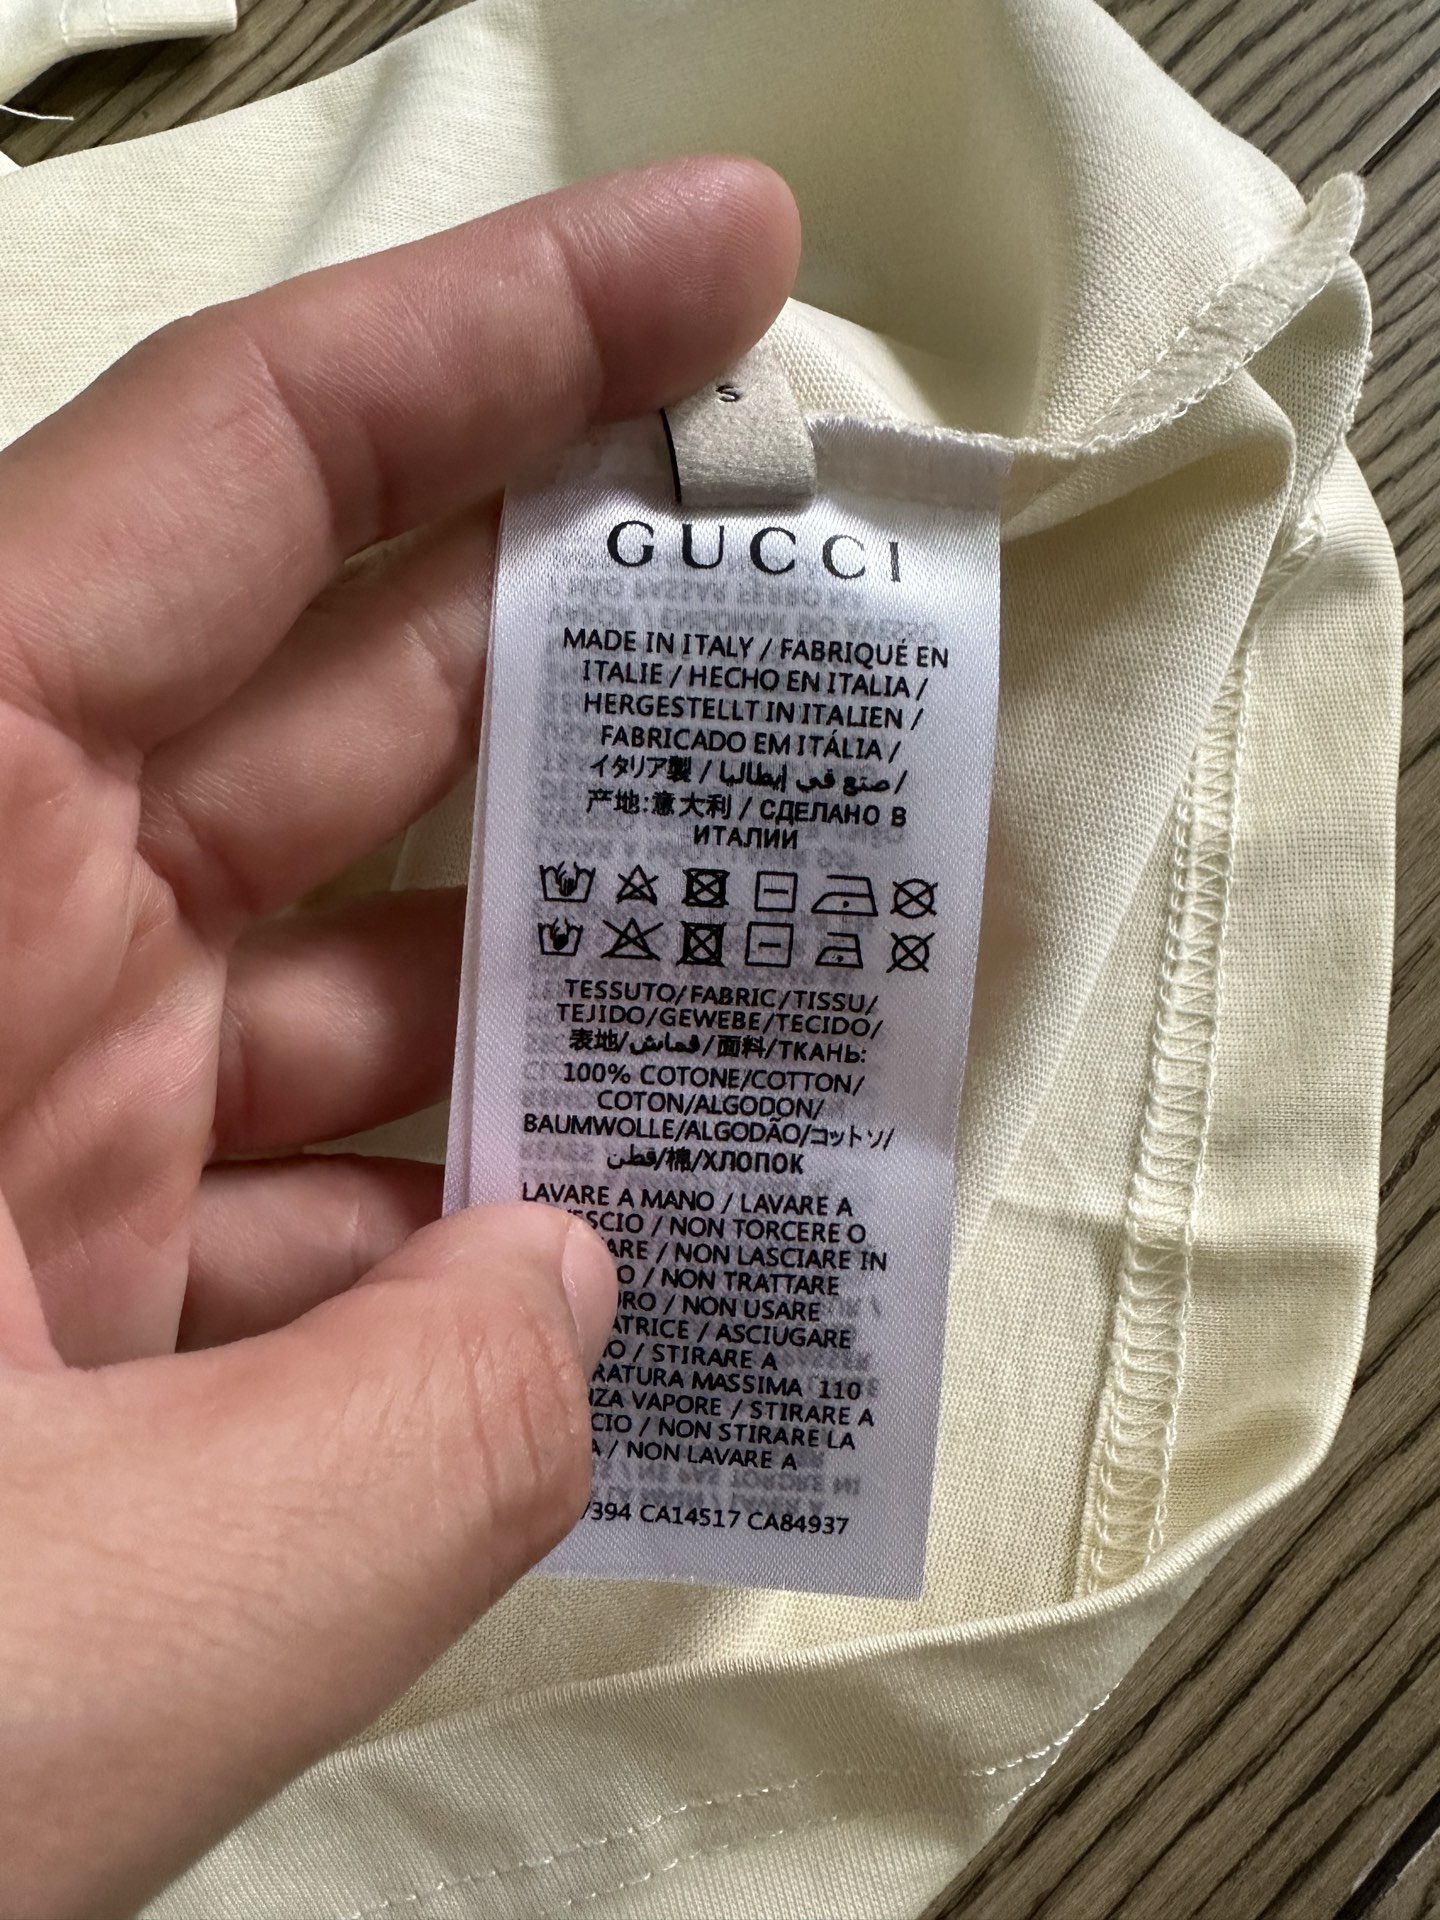 S
GUCCI
MADE IN ITALY / FABRIQUÉ EN
ITALIE / HECHO EN ITALIA /
HERGESTELLT IN ITALIEN /
FABRICADO EM ITÁLIA /
イタリア製 / صنع في إيطاليا /
产地:意大利 / СДЕЛАНО В
ИТАЛИИ
TESSUTO/FABRIC/TISSU/
TEJIDO/GEWEBE/TECIDO/
表地/قماش/面料/ТКАНЬ:
100% COTONE/COTTON/
COTON/ALGODON/
BAUMWOLLE/ALGODÃO/コットソ/
قطن/棉/ХЛОПОК
LAVARE A MANO / LAVARE A
/ NON TORCERE O
/ NON LASCIARE IN
/ NON TRATTARE
/ NON USARE
/ ASCIUGARE
/ STIRARE A
MASSIMA 110
VAPORE / STIRARE A
/ NON STIRARE LA
/ NON LAVARE A
/394 CA14517 CA84937